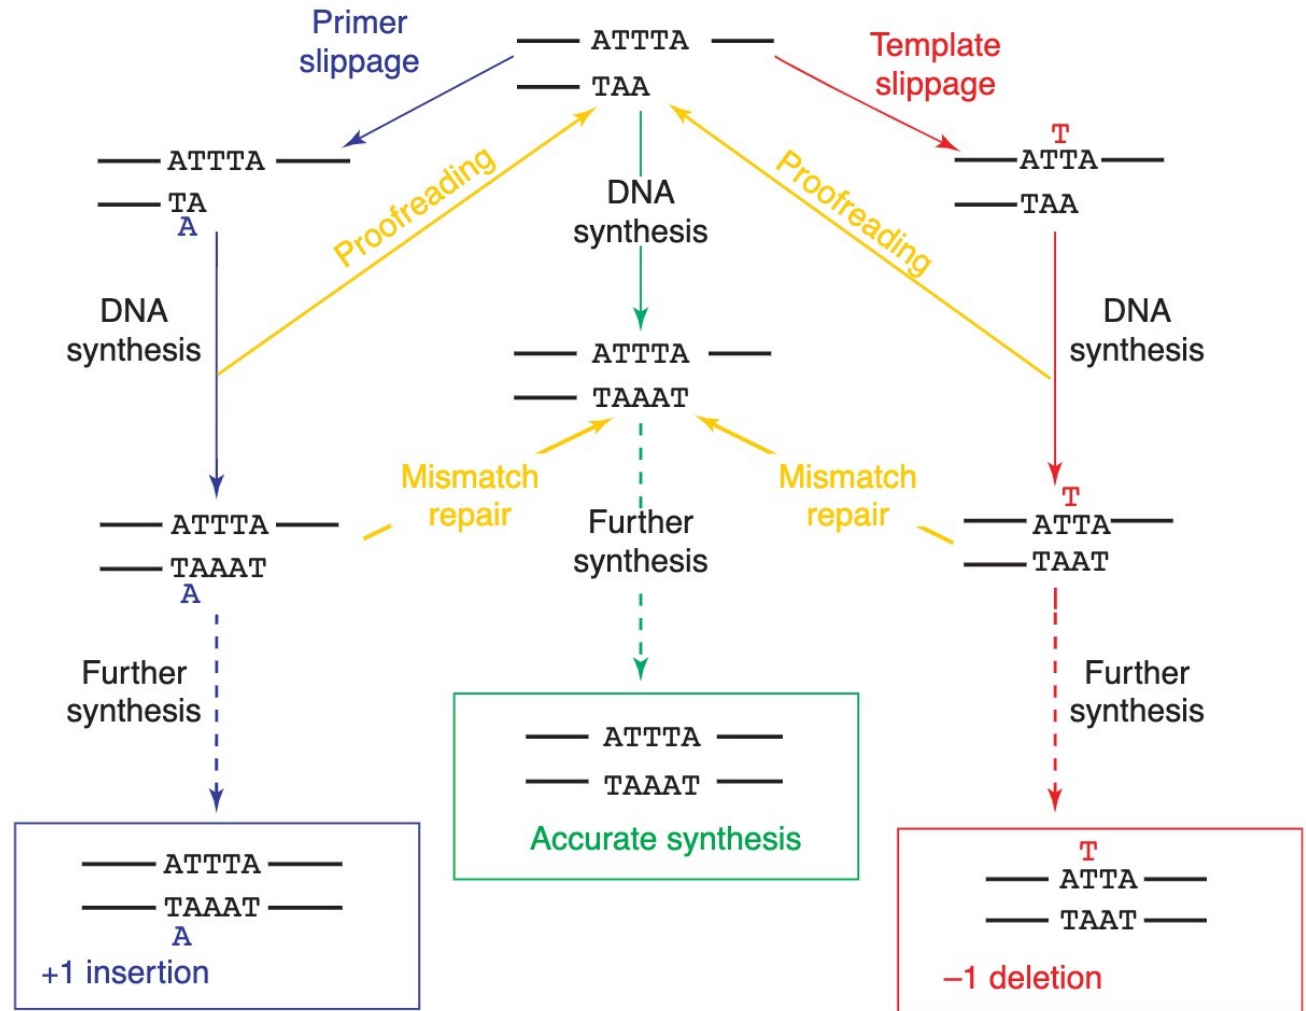 Primer
slippage
ATTTA
TAA
Template
slippage
ATTTA
TA
A
Proofreading
DNA
synthesis
Proofreading
T
ATTA
TAA
DNA
synthesis
ATTTA
TAAAT
DNA
synthesis
Mismatch
repair
Mismatch
repair
ATTTA
TAAAT
A
Further
synthesis
T
ATTA
TAAT
Further
synthesis
ATTTA
TAAAT
Accurate synthesis
Further
synthesis
ATTTA
TAAAT
A
+1 insertion
T
ATTA
TAAT
–1 deletion